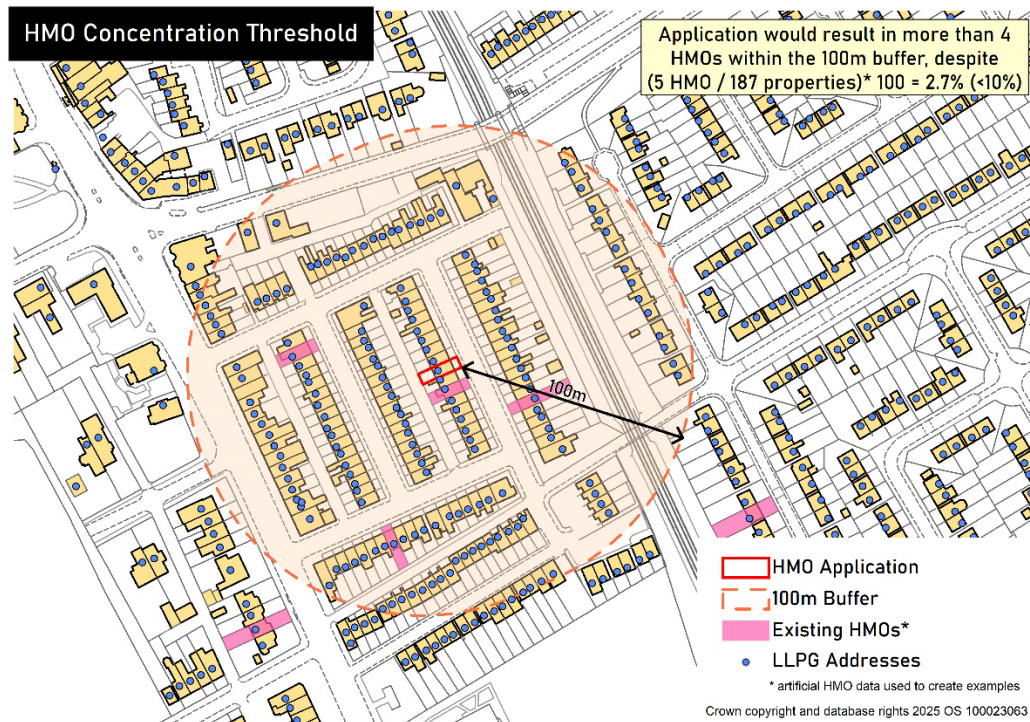 HMO Concentration Threshold
Application would result in more than 4
HMOs within the 100m buffer, despite
(5 HMO / 187 properties)* 100 = 2.7% (<10%)
100m
HMO Application
100m Buffer
Existing HMOs*
LLPG Addresses
* artificial HMO data used to create examples
Crown copyright and database rights 2025 OS 100023063